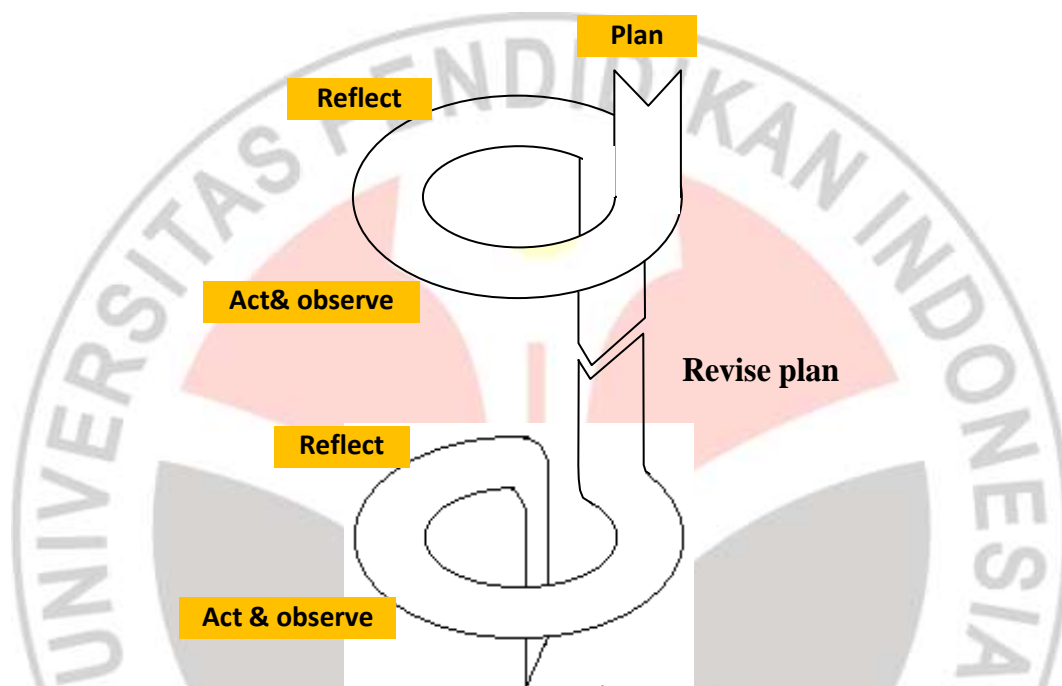 Plan
Reflect
UNIVERSITAS PENDIDIKAN INDONESIA
Act& observe
Revise plan
Reflect
Act & observe